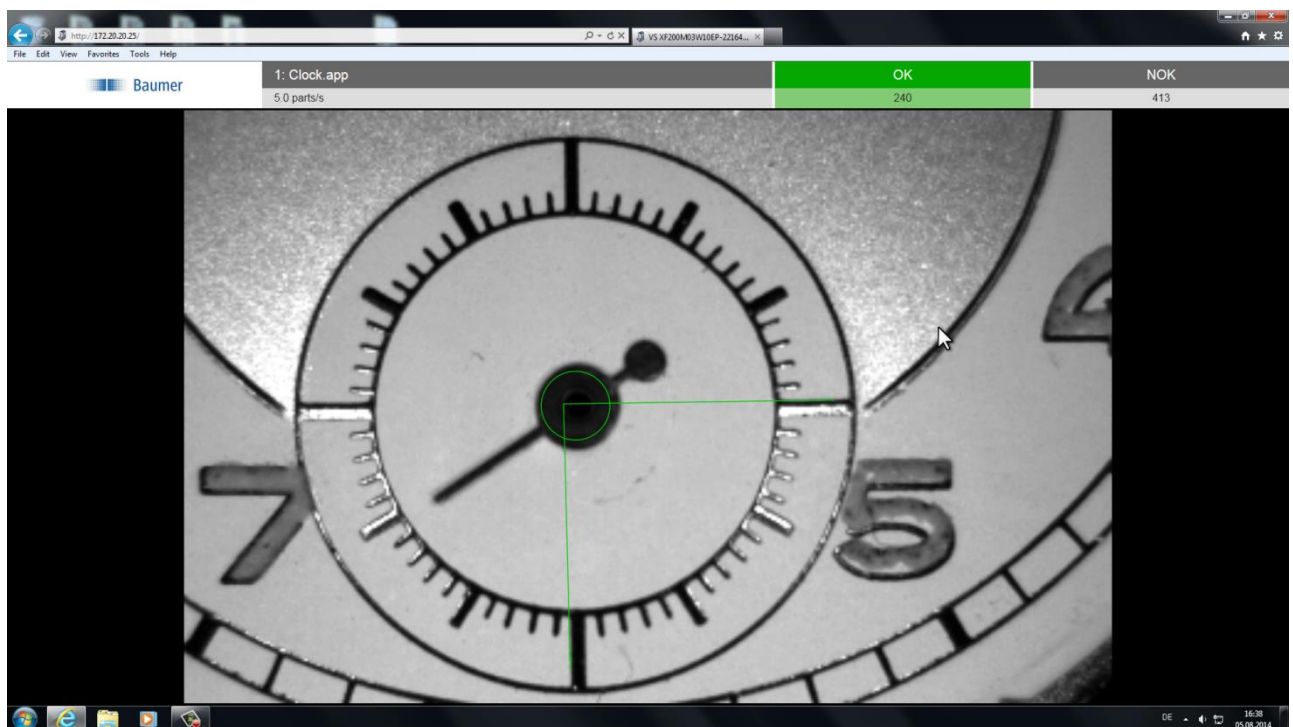 http://172.20.20.25/
VS XF200M03W10EP-22164...
File Edit View Favorites Tools Help
Baumer
1: Clock.app
OK
NOK
5.0 parts/s
240
413
4
7
5
DE
16:38
05.08.2014